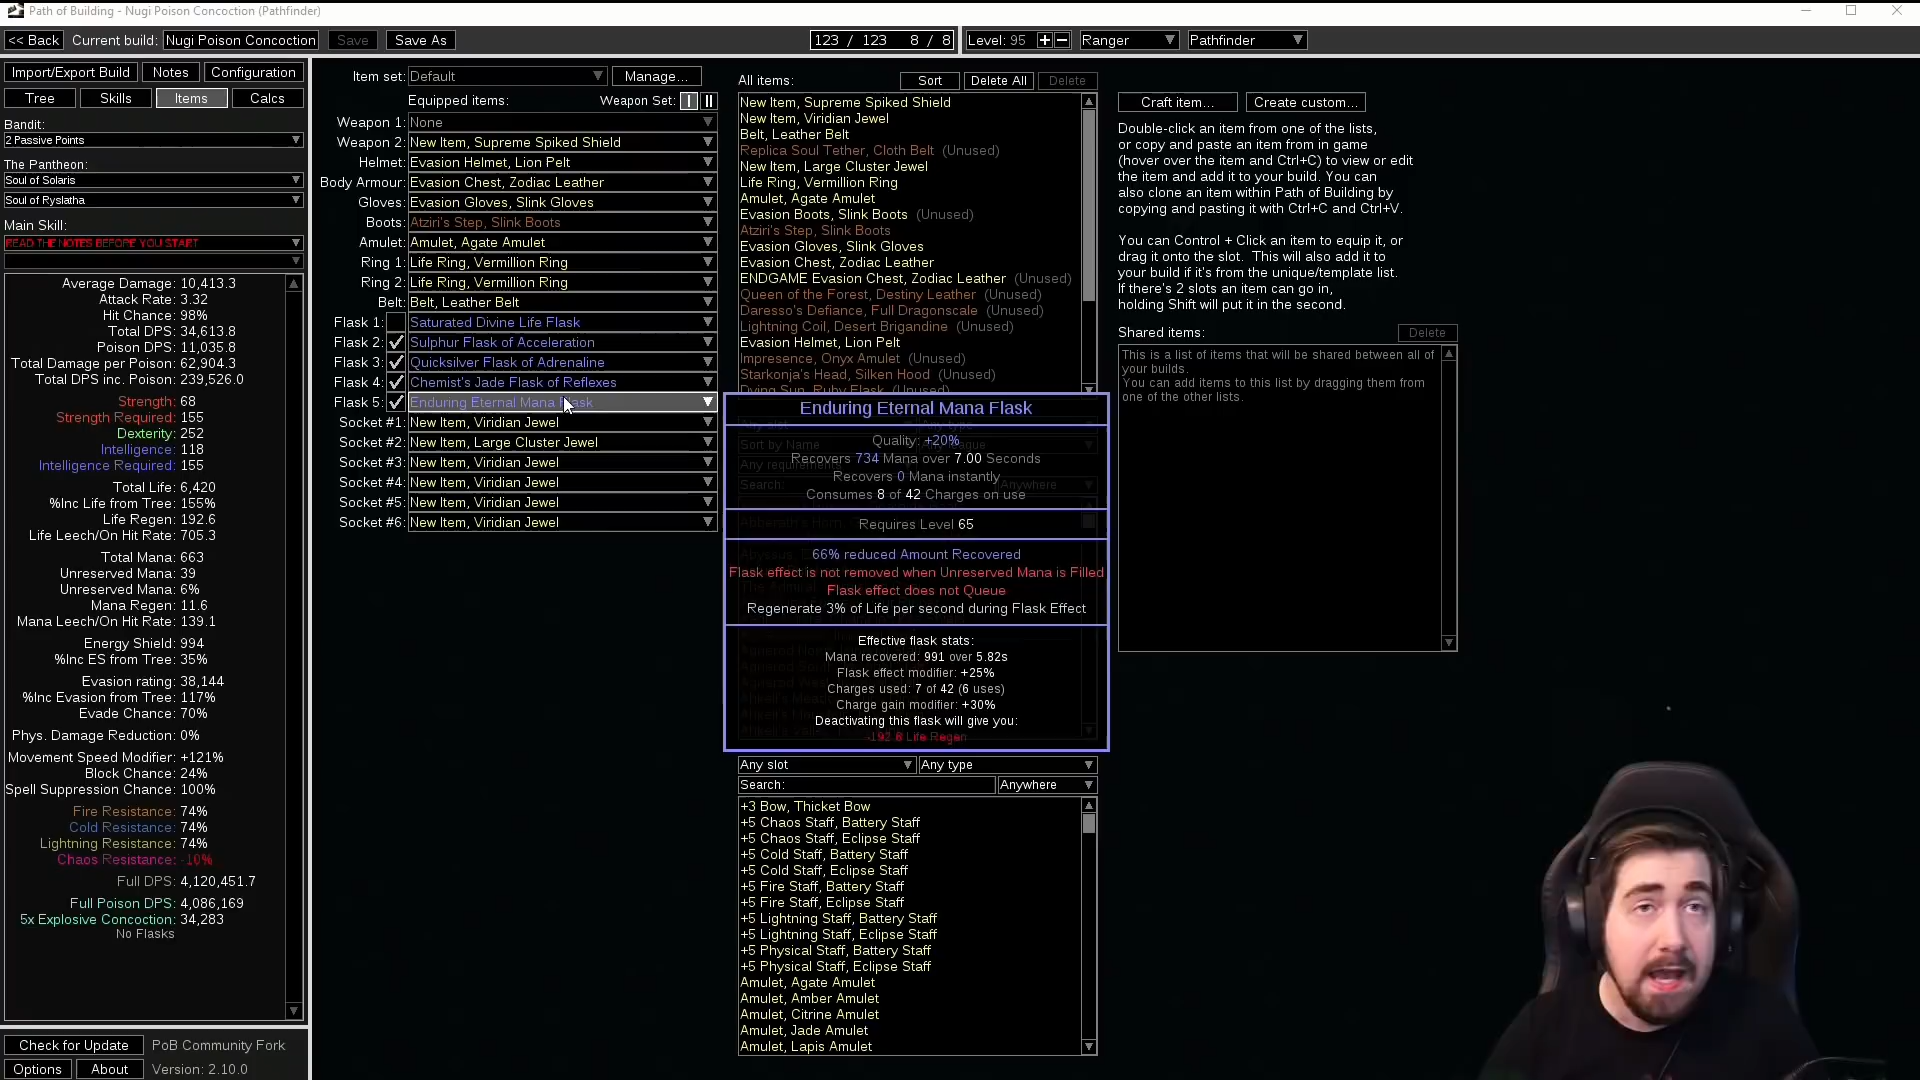 Path of Building - Nugi Poison Concoction (Pathfinder)
<< Back Current build: Nugi Poison Concoction Save Save As 123 / 123 8 / 8 Level: 95 + − Ranger Pathfinder
Import/Export Build Notes Configuration
Tree Skills Items Calcs
Bandit:
2 Passive Points
The Pantheon:
Soul of Solaris
Soul of Ryslatha
Main Skill:
READ THE NOTES BEFORE YOU START
Average Damage: 10,413.3
Attack Rate: 3.32
Hit Chance: 98%
Total DPS: 34,613.8
Poison DPS: 11,035.8
Total Damage per Poison: 62,904.3
Total DPS inc. Poison: 239,526.0
Strength: 68
Strength Required: 155
Dexterity: 252
Intelligence: 118
Intelligence Required: 155
Total Life: 6,420
%Inc Life from Tree: 155%
Life Regen: 192.6
Life Leech/On Hit Rate: 705.3
Total Mana: 663
Unreserved Mana: 39
Unreserved Mana: 6%
Mana Regen: 11.6
Mana Leech/On Hit Rate: 139.1
Energy Shield: 994
%Inc ES from Tree: 35%
Evasion rating: 38,144
%Inc Evasion from Tree: 117%
Evade Chance: 70%
Phys. Damage Reduction: 0%
Movement Speed Modifier: +121%
Block Chance: 24%
Spell Suppression Chance: 100%
Fire Resistance: 74%
Cold Resistance: 74%
Lightning Resistance: 74%
Chaos Resistance: -10%
Full DPS: 4,120,451.7
Full Poison DPS: 4,086,169
5x Explosive Concoction: 34,283
No Flasks
Check for Update PoB Community Fork
Options About Version: 2.10.0
Item set: Default Manage...
Equipped items: Weapon Set: I II
Weapon 1: None
Weapon 2: New Item, Supreme Spiked Shield
Helmet: Evasion Helmet, Lion Pelt
Body Armour: Evasion Chest, Zodiac Leather
Gloves: Evasion Gloves, Slink Gloves
Boots: Atziri's Step, Slink Boots
Amulet: Amulet, Agate Amulet
Ring 1: Life Ring, Vermillion Ring
Ring 2: Life Ring, Vermillion Ring
Belt: Belt, Leather Belt
Flask 1: Saturated Divine Life Flask
Flask 2: Sulphur Flask of Acceleration
Flask 3: Quicksilver Flask of Adrenaline
Flask 4: Chemist's Jade Flask of Reflexes
Flask 5: Enduring Eternal Mana Flask
Socket #1: New Item, Viridian Jewel
Socket #2: New Item, Large Cluster Jewel
Socket #3: New Item, Viridian Jewel
Socket #4: New Item, Viridian Jewel
Socket #5: New Item, Viridian Jewel
Socket #6: New Item, Viridian Jewel
All items: Sort Delete All Delete
New Item, Supreme Spiked Shield
New Item, Viridian Jewel
Belt, Leather Belt
Replica Soul Tether, Cloth Belt (Unused)
New Item, Large Cluster Jewel
Life Ring, Vermillion Ring
Amulet, Agate Amulet
Evasion Boots, Slink Boots (Unused)
Atziri's Step, Slink Boots
Evasion Gloves, Slink Gloves
Evasion Chest, Zodiac Leather
ENDGAME Evasion Chest, Zodiac Leather (Unused)
Queen of the Forest, Destiny Leather (Unused)
Daresso's Defiance, Full Dragonscale (Unused)
Lightning Coil, Desert Brigandine (Unused)
Evasion Helmet, Lion Pelt
Impresence, Onyx Amulet (Unused)
Starkonja's Head, Silken Hood (Unused)
Dying Sun, Ruby Flask (Unused)
Enduring Eternal Mana Flask
Quality: +20%
Recovers 734 Mana over 7.00 Seconds
Recovers 0 Mana instantly
Consumes 8 of 42 Charges on use
Requires Level 65
66% reduced Amount Recovered
Flask effect is not removed when Unreserved Mana is Filled
Flask effect does not Queue
Regenerate 3% of Life per second during Flask Effect
Effective flask stats:
Mana recovered: 991 over 5.82s
Flask effect modifier: +25%
Charges used: 7 of 42 (6 uses)
Charge gain modifier: +30%
Deactivating this flask will give you:
-192.6 Life Regen
Any slot Any type
Search: Anywhere
+3 Bow, Thicket Bow
+5 Chaos Staff, Battery Staff
+5 Chaos Staff, Eclipse Staff
+5 Cold Staff, Battery Staff
+5 Cold Staff, Eclipse Staff
+5 Fire Staff, Battery Staff
+5 Fire Staff, Eclipse Staff
+5 Lightning Staff, Battery Staff
+5 Lightning Staff, Eclipse Staff
+5 Physical Staff, Battery Staff
+5 Physical Staff, Eclipse Staff
Amulet, Agate Amulet
Amulet, Amber Amulet
Amulet, Citrine Amulet
Amulet, Jade Amulet
Amulet, Lapis Amulet
Craft item... Create custom...
Double-click an item from one of the lists,
or copy and paste an item from in game
(hover over the item and Ctrl+C) to view or edit
the item and add it to your build. You can
also clone an item within Path of Building by
copying and pasting it with Ctrl+C and Ctrl+V.
You can Control + Click an item to equip it, or
drag it onto the slot. This will also add it to
your build if it's from the unique/template list.
If there's 2 slots an item can go in,
holding Shift will put it in the second.
Shared items: Delete
This is a list of items that will be shared between all of
your builds.
You can add items to this list by dragging them from
one of the other lists.